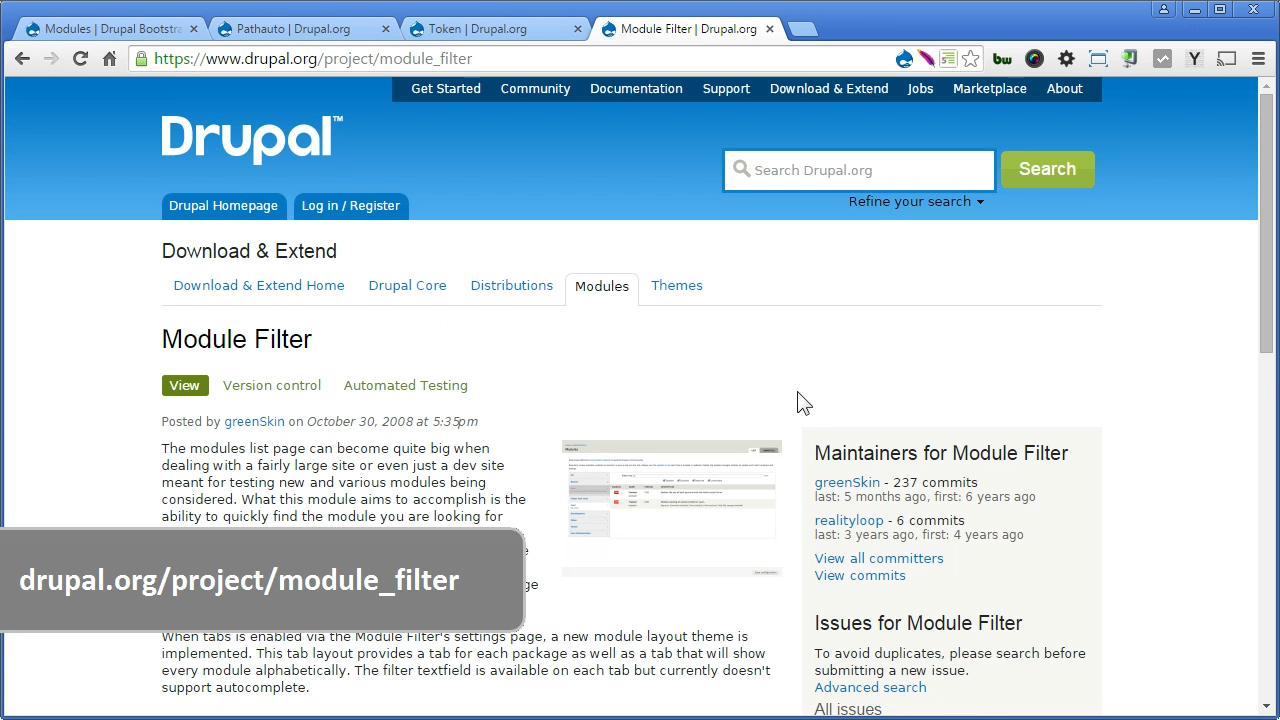 Modules | Drupal Bootstra
Pathauto | Drupal.org
Token | Drupal.org
Module Filter | Drupal.org
https://www.drupal.org/project/module_filter
bw
Y
Get Started Community Documentation Support Download & Extend Jobs Marketplace About
Drupal™
Search Drupal.org
Search
Refine your search
Drupal Homepage
Log in / Register
Download & Extend
Download & Extend Home Drupal Core Distributions Modules Themes
Module Filter
View Version control Automated Testing
Posted by greenSkin on October 30, 2008 at 5:35pm
The modules list page can become quite big when
dealing with a fairly large site or even just a dev site
meant for testing new and various modules being
considered. What this module aims to accomplish is the
ability to quickly find the module you are looking for
drupal.org/project/module_filter
When tabs is enabled via the Module Filter's settings page, a new module layout theme is
implemented. This tab layout provides a tab for each package as well as a tab that will show
every module alphabetically. The filter textfield is available on each tab but currently doesn't
support autocomplete.
Maintainers for Module Filter
greenSkin - 237 commits
last: 5 months ago, first: 6 years ago
realityloop - 6 commits
last: 3 years ago, first: 4 years ago
View all committers
View commits
Issues for Module Filter
To avoid duplicates, please search before
submitting a new issue.
Advanced search
All issues